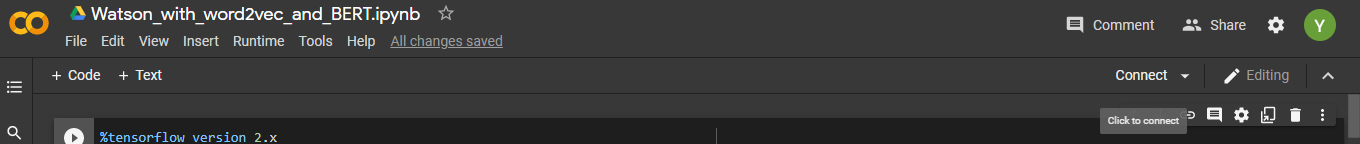 Watson_with_word2vec_and_BERT.ipynb
File Edit View Insert Runtime Tools Help All changes saved
Comment Share Y
+ Code + Text
Connect Editing
Click to connect
%tensorflow_version 2.x